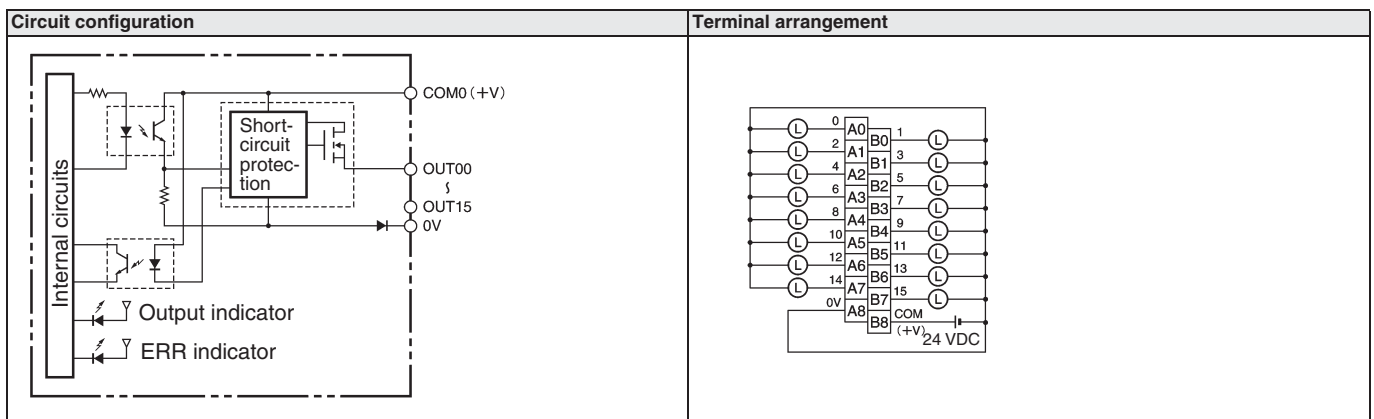 Circuit configuration
Terminal arrangement
Internal circuits
Short-
circuit
protec-
tion
COM0 (+V)
OUT00
∼
OUT15
0V
Output indicator
ERR indicator
L 0 A0
B0 1 L
L 2 A1
B1 3 L
L 4 A2
B2 5 L
L 6 A3
B3 7 L
L 8 A4
B4 9 L
L 10 A5
B5 11 L
L 12 A6
B6 13 L
L 14 A7
B7 15 L
0V A8
B8 COM
(+V)
24 VDC